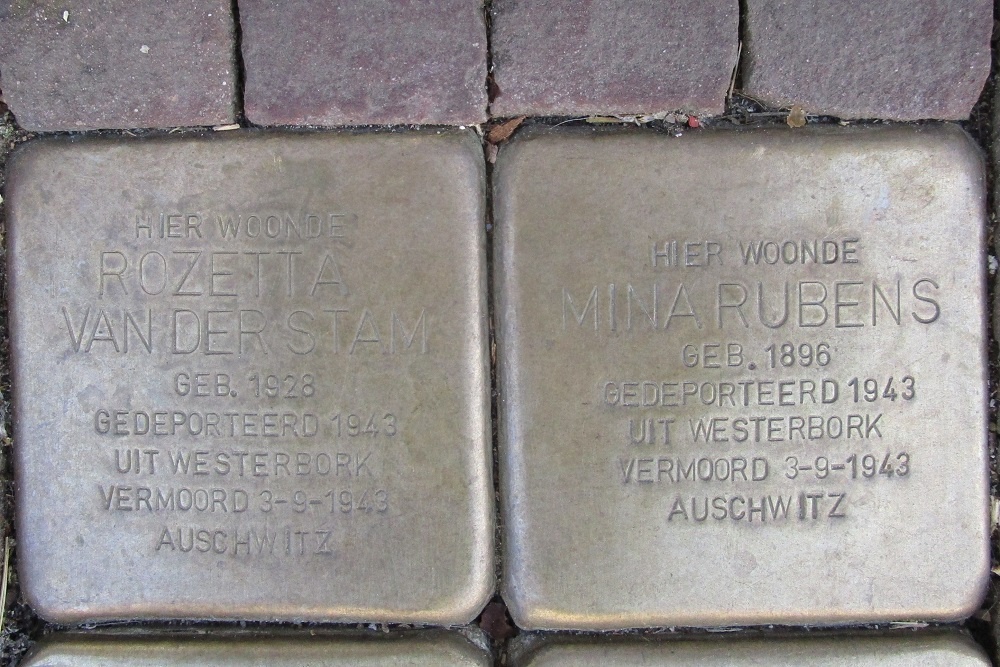 HIER WOONDE
ROZETTA
VAN DER STAM
GEB. 1928
GEDEPORTEERD 1943
UIT WESTERBORK
VERMOORD 3-9-1943
AUSCHWITZ
HIER WOONDE
MINA RUBENS
GEB. 1896
GEDEPORTEERD 1943
UIT WESTERBORK
VERMOORD 3-9-1943
AUSCHWITZ